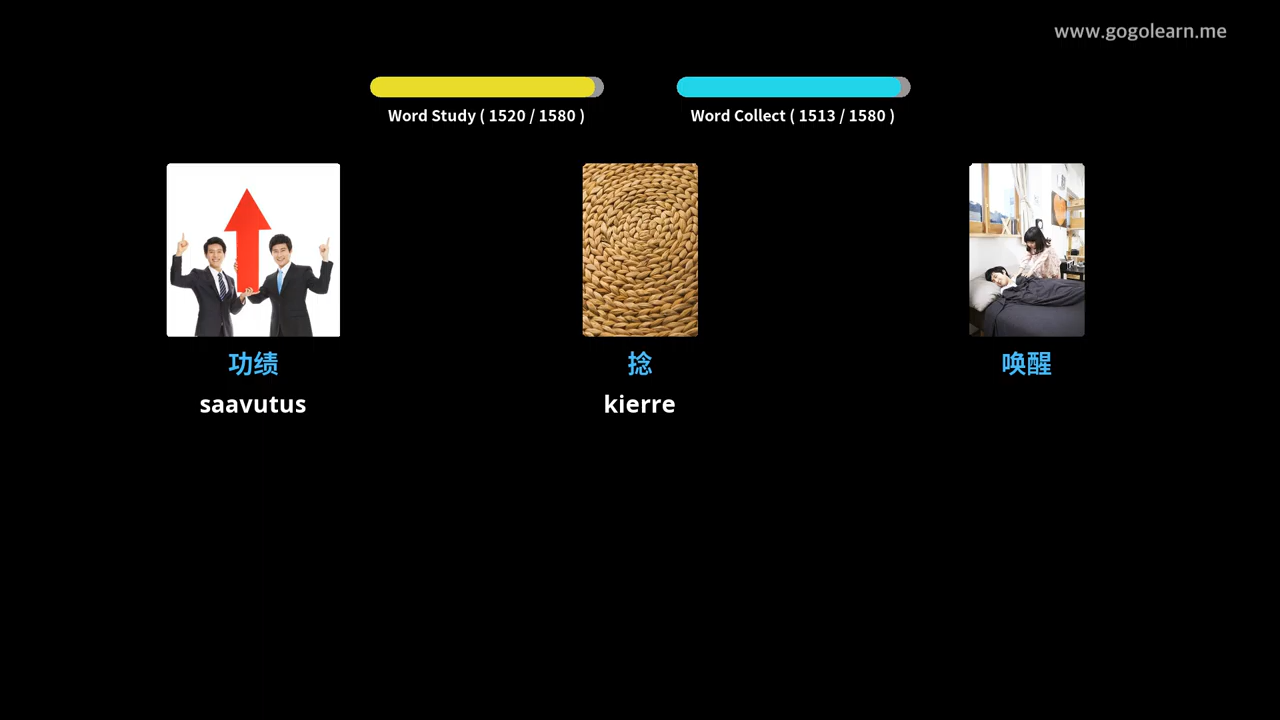 www.gogolearn.me
Word Study ( 1520 / 1580 )
Word Collect ( 1513 / 1580 )
功绩
捻
唤醒
saavutus
kierre